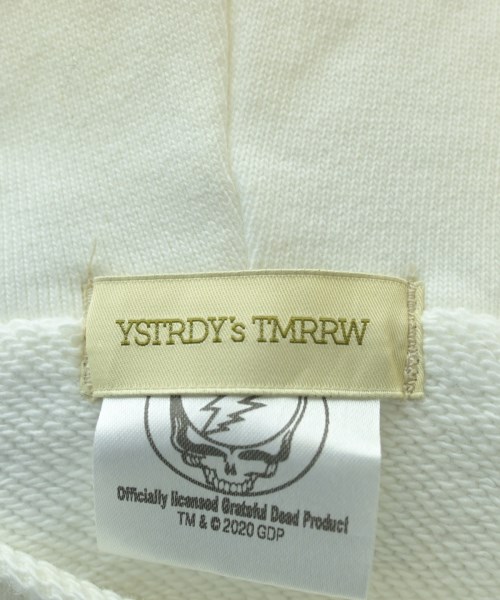 YSTRDY's TMRRW
Officially licensed Grateful Dead Product
TM & © 2020 GDP